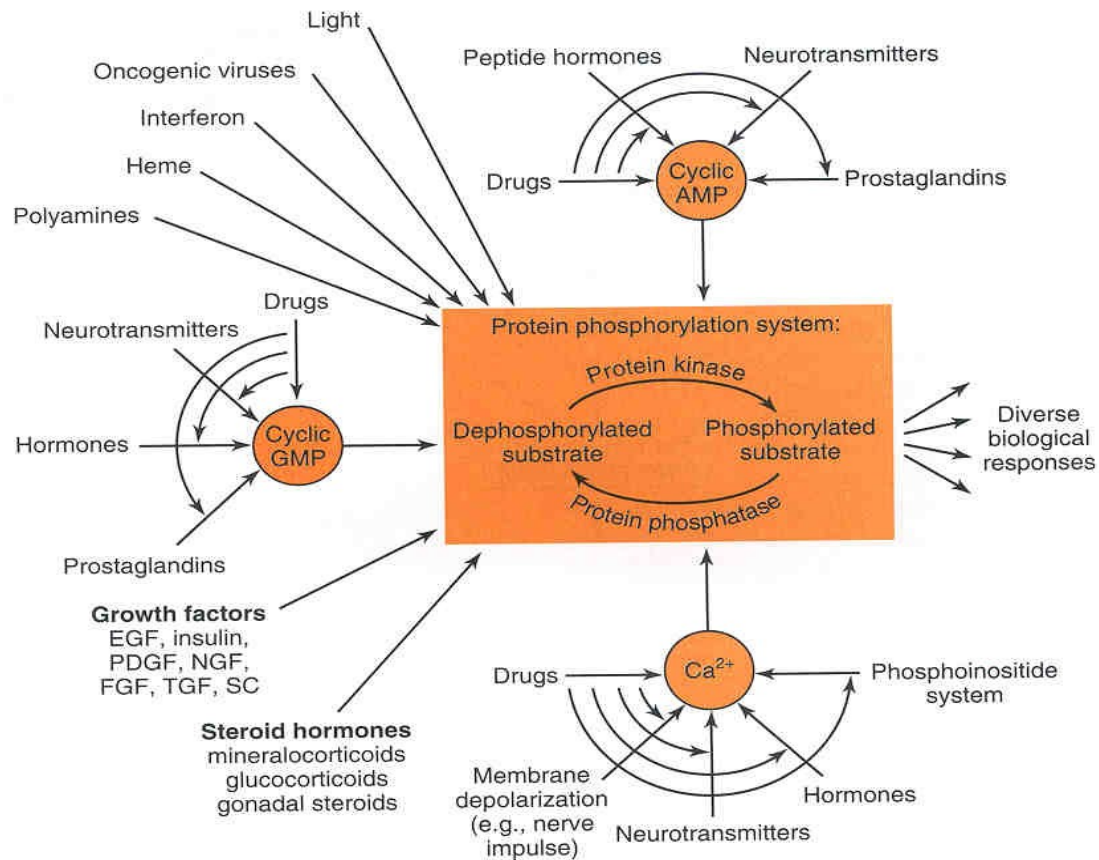 Light
Oncogenic viruses
Interferon
Heme
Polyamines
Peptide hormones
Neurotransmitters
Drugs
Cyclic
AMP
Prostaglandins
Drugs
Neurotransmitters
Hormones
Cyclic
GMP
Prostaglandins
Protein phosphorylation system:
Protein kinase
Dephosphorylated
substrate
Phosphorylated
substrate
Protein phosphatase
Diverse
biological
responses
Growth factors
EGF, insulin,
PDGF, NGF,
FGF, TGF, SC
Steroid hormones
mineralocorticoids
glucocorticoids
gonadal steroids
Drugs
Ca²⁺
Phosphoinositide
system
Membrane
depolarization
(e.g., nerve
impulse)
Neurotransmitters
Hormones